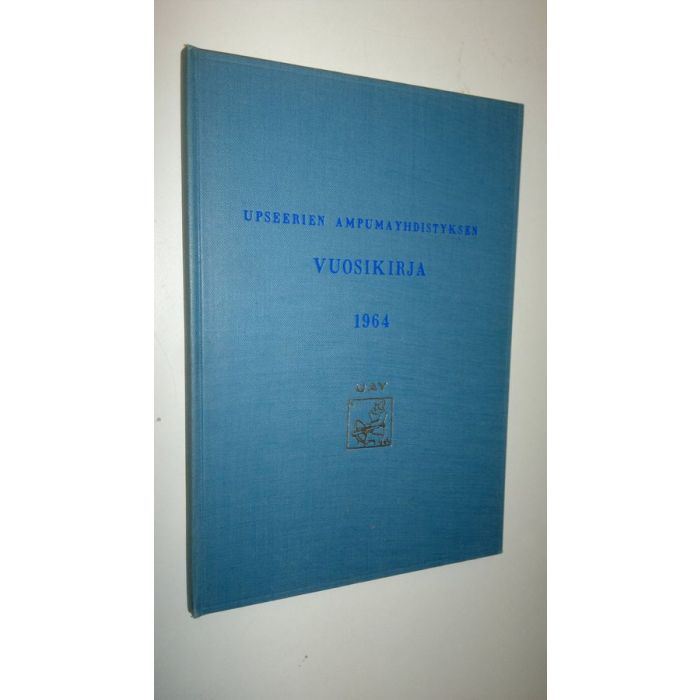 UPSEERIEN AMPUMAYHDISTYKSEN
VUOSIKIRJA
1964
UAY